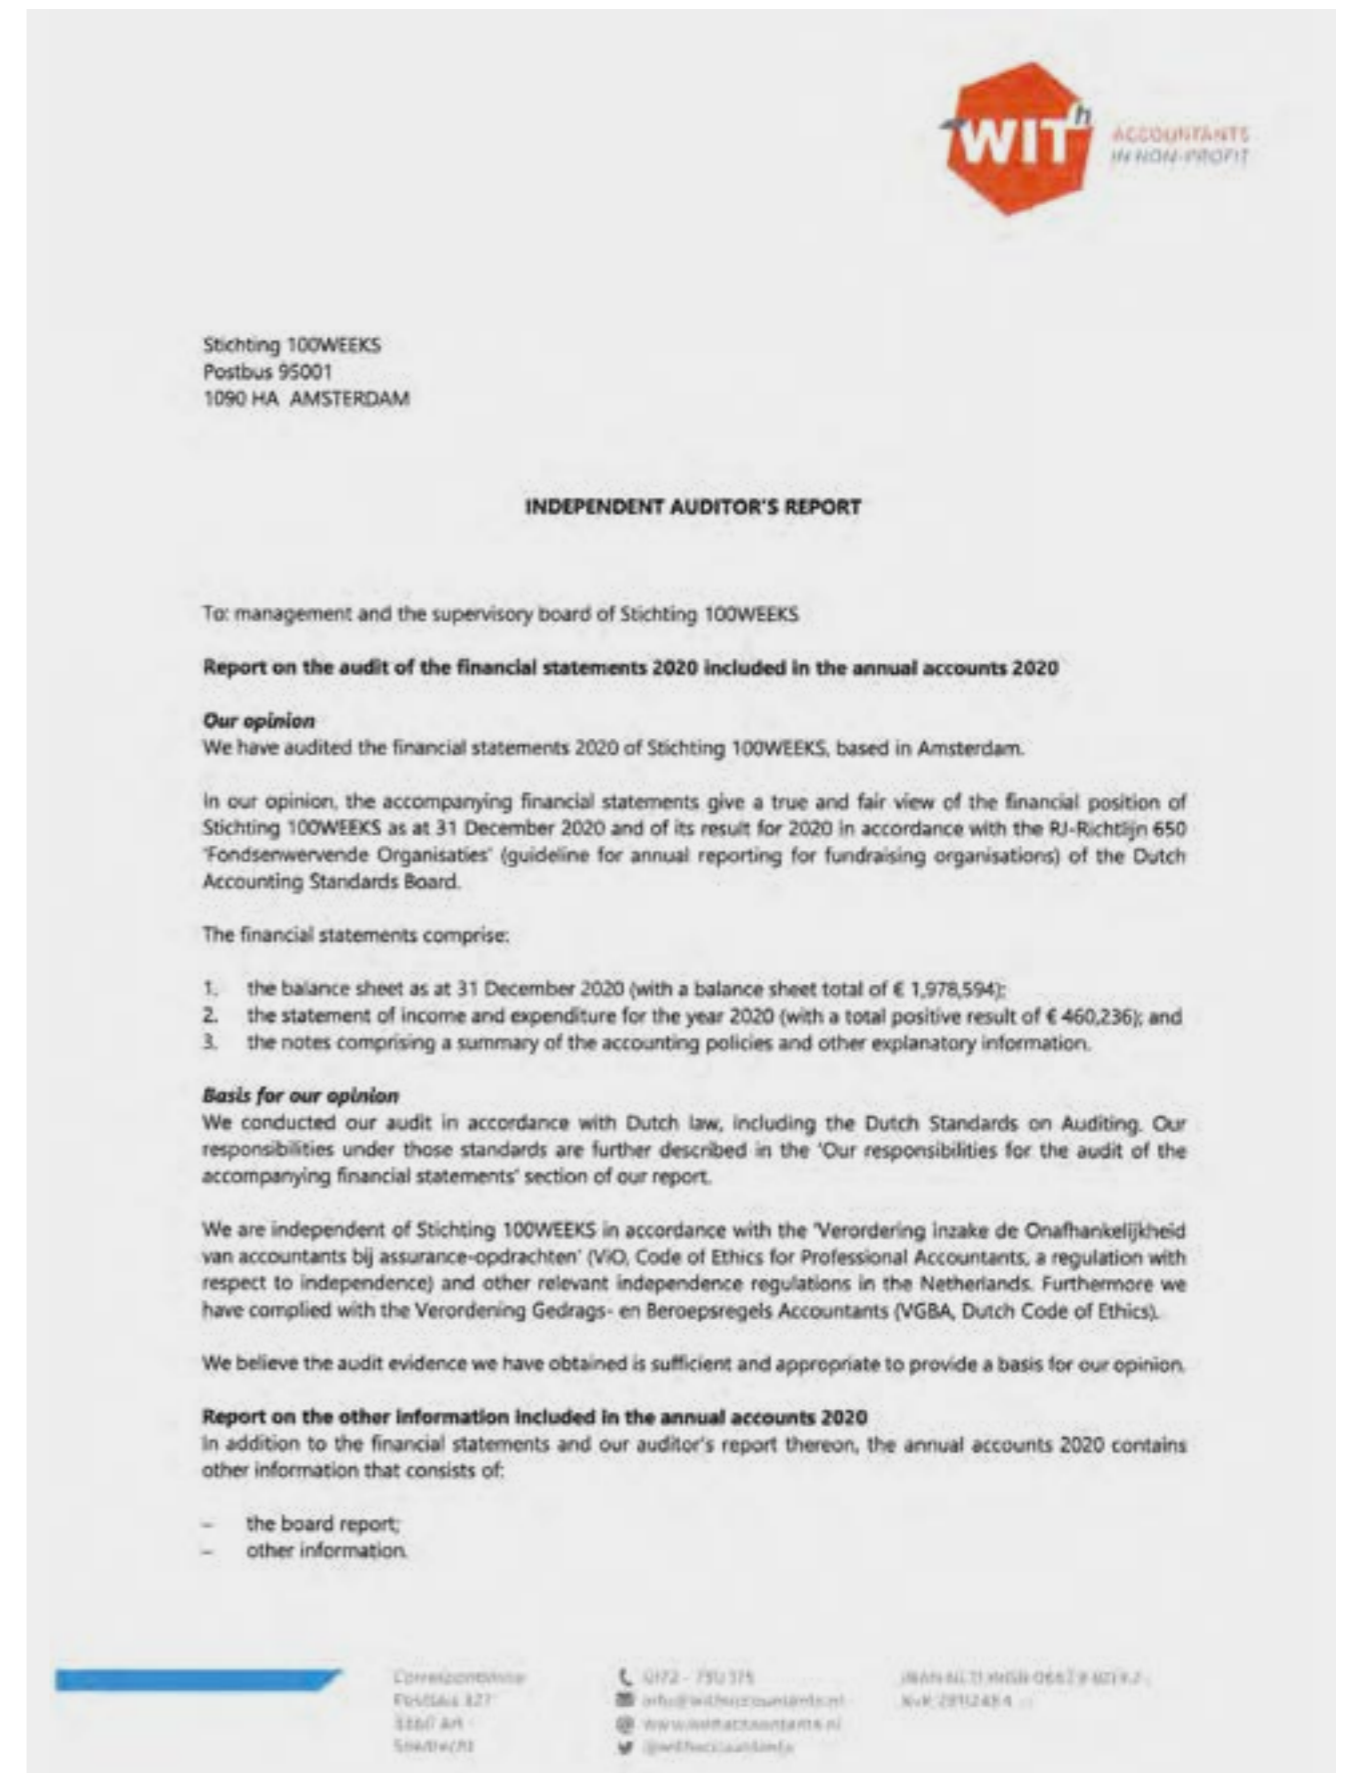 WITh ACCOUNTANTS
IN NON-PROFIT
Stichting 100WEEKS
Postbus 95001
1090 HA AMSTERDAM
INDEPENDENT AUDITOR'S REPORT
To: management and the supervisory board of Stichting 100WEEKS
Report on the audit of the financial statements 2020 included in the annual accounts 2020
Our opinion
We have audited the financial statements 2020 of Stichting 100WEEKS, based in Amsterdam.
In our opinion, the accompanying financial statements give a true and fair view of the financial position of
Stichting 100WEEKS as at 31 December 2020 and of its result for 2020 in accordance with the RJ-Richtlijn 650
'Fondsenwervende Organisaties' (guideline for annual reporting for fundraising organisations) of the Dutch
Accounting Standards Board.
The financial statements comprise:
1. the balance sheet as at 31 December 2020 (with a balance sheet total of € 1,978,594);
2. the statement of income and expenditure for the year 2020 (with a total positive result of € 460,236); and
3. the notes comprising a summary of the accounting policies and other explanatory information.
Basis for our opinion
We conducted our audit in accordance with Dutch law, including the Dutch Standards on Auditing. Our
responsibilities under those standards are further described in the 'Our responsibilities for the audit of the
accompanying financial statements' section of our report.
We are independent of Stichting 100WEEKS in accordance with the 'Verordering inzake de Onafhankelijkheid
van accountants bij assurance-opdrachten' (ViO, Code of Ethics for Professional Accountants, a regulation with
respect to independence) and other relevant independence regulations in the Netherlands. Furthermore we
have complied with the Verordening Gedrags- en Beroepsregels Accountants (VGBA, Dutch Code of Ethics).
We believe the audit evidence we have obtained is sufficient and appropriate to provide a basis for our opinion.
Report on the other information included in the annual accounts 2020
In addition to the financial statements and our auditor's report thereon, the annual accounts 2020 contains
other information that consists of:
– the board report;
– other information.
Postbus
Sliedrecht
info@withaccountants.nl
www.withaccountants.nl
@withaccountants